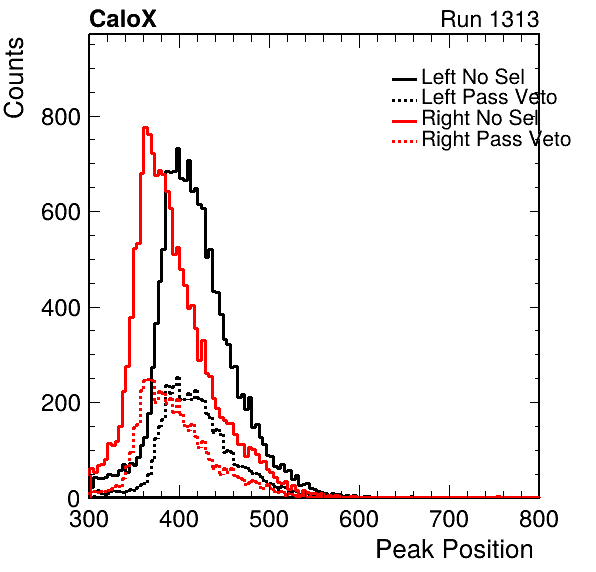 CaloX Run 1313
Counts
Left No Sel
Left Pass Veto
Right No Sel
Right Pass Veto
800
600
400
200
0
300 400 500 600 700 800
Peak Position